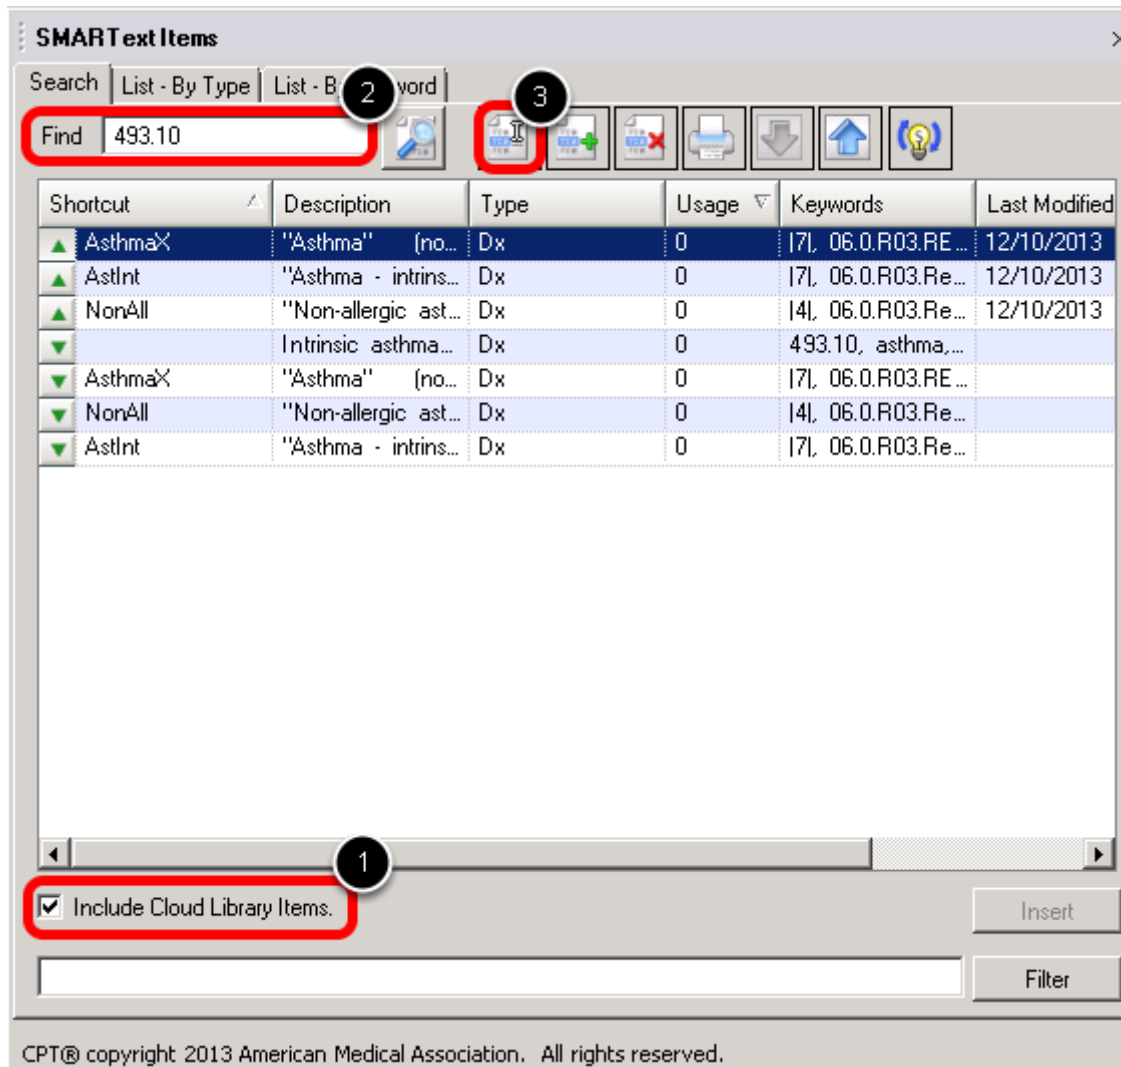 SMARText Items
Search List - By Type List - By word
2
3
Find 493.10
Shortcut Description Type Usage Keywords Last Modified
AsthmaX "Asthma" (no... Dx 0 |7|, 06.0.R03.RE... 12/10/2013
AstInt "Asthma - intrins... Dx 0 |7|, 06.0.R03.Re... 12/10/2013
NonAll "Non-allergic ast... Dx 0 |4|, 06.0.R03.Re... 12/10/2013
Intrinsic asthma... Dx 0 493.10, asthma,...
AsthmaX "Asthma" (no... Dx 0 |7|, 06.0.R03.RE...
NonAll "Non-allergic ast... Dx 0 |4|, 06.0.R03.Re...
AstInt "Asthma - intrins... Dx 0 |7|, 06.0.R03.Re...
1
Include Cloud Library Items.
Insert
Filter
CPT® copyright 2013 American Medical Association. All rights reserved.